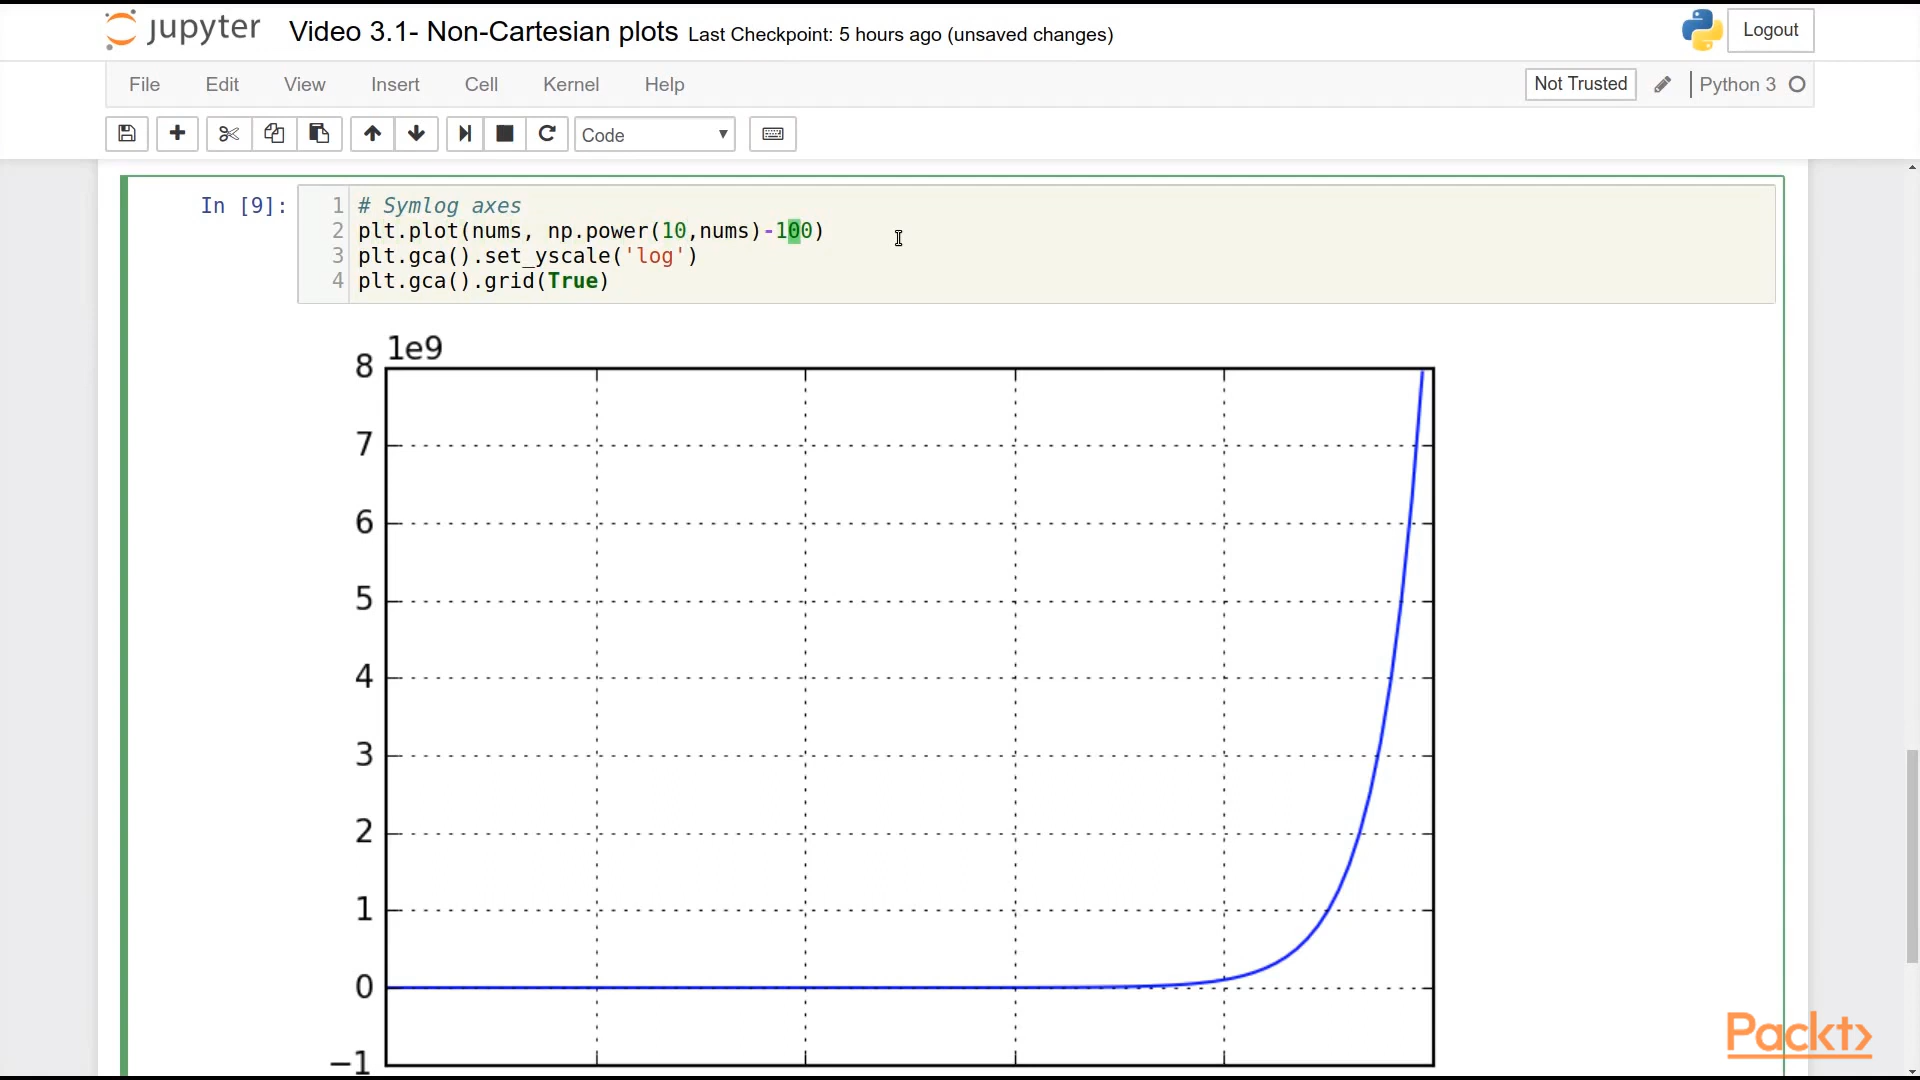 jupyter Video 3.1- Non-Cartesian plots Last Checkpoint: 5 hours ago (unsaved changes) Logout
File Edit View Insert Cell Kernel Help Not Trusted Python 3
Code
In [9]: 1 # Symlog axes
2 plt.plot(nums, np.power(10,nums)-100)
3 plt.gca().set_yscale('log')
4 plt.gca().grid(True)
1e9
8
7
6
5
4
3
2
1
0
−1
Packt>